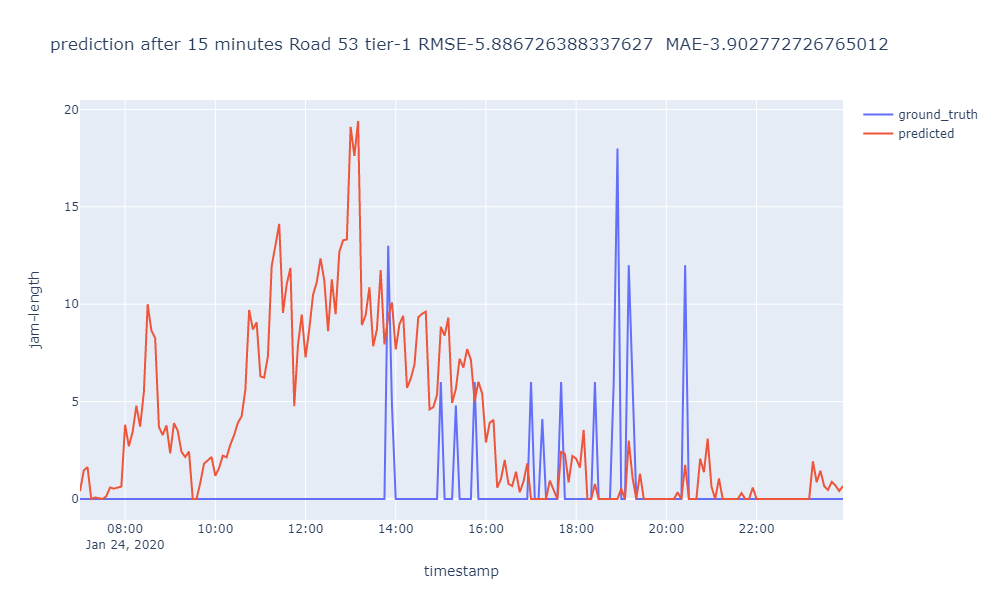 prediction after 15 minutes Road 53 tier-1 RMSE-5.886726388337627  MAE-3.902772726765012
ground_truth
predicted
20
15
10
5
0
jam-length
08:00 10:00 12:00 14:00 16:00 18:00 20:00 22:00
Jan 24, 2020
timestamp